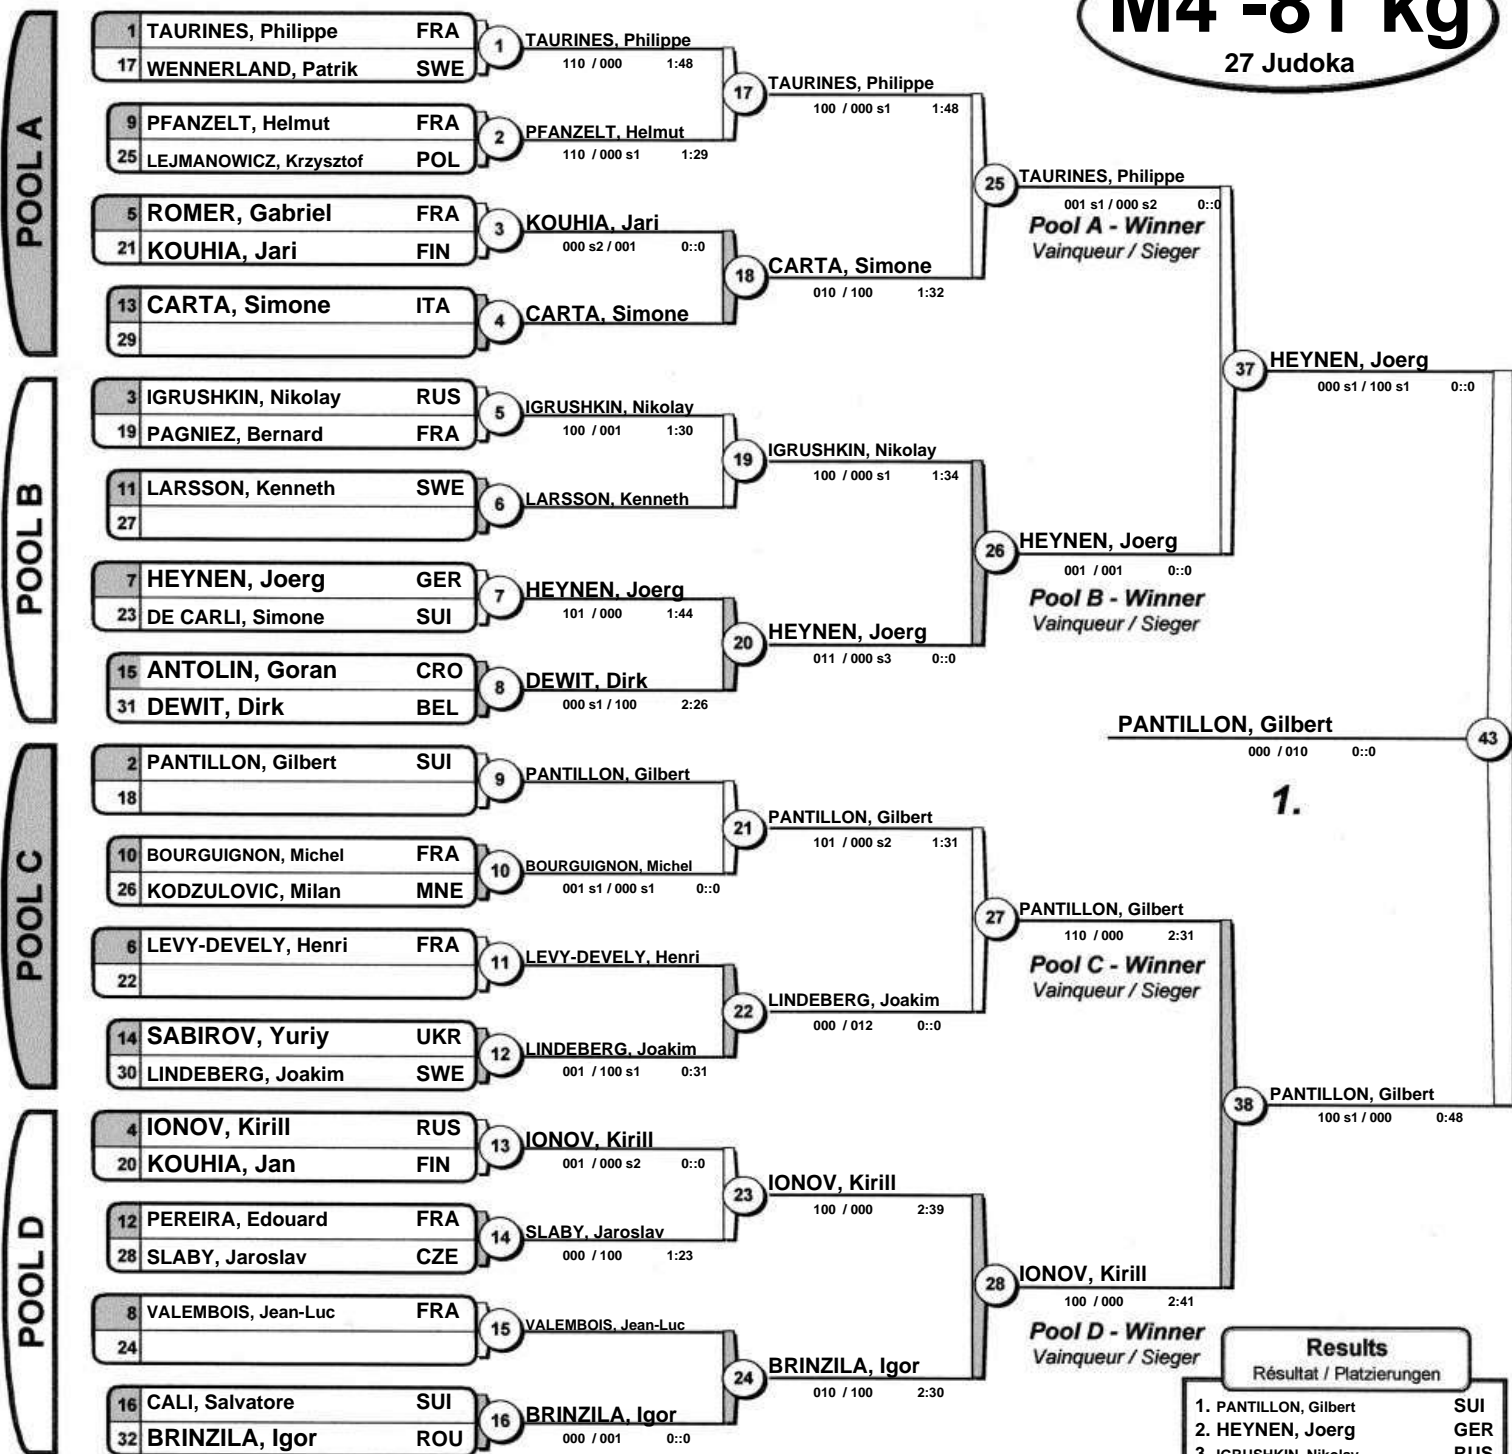 M4 -81 kg
27 Judoka
POOL A
1 TAURINES, Philippe FRA
17 WENNERLAND, Patrik SWE
9 PFANZELT, Helmut FRA
25 LEJMANOWICZ, Krzysztof POL
5 ROMER, Gabriel FRA
21 KOUHIA, Jari FIN
13 CARTA, Simone ITA
29
POOL B
3 IGRUSHKIN, Nikolay RUS
19 PAGNIEZ, Bernard FRA
11 LARSSON, Kenneth SWE
27
7 HEYNEN, Joerg GER
23 DE CARLI, Simone SUI
15 ANTOLIN, Goran CRO
31 DEWIT, Dirk BEL
POOL C
2 PANTILLON, Gilbert SUI
18
10 BOURGUIGNON, Michel FRA
26 KODZULOVIC, Milan MNE
6 LEVY-DEVELY, Henri FRA
22
14 SABIROV, Yuriy UKR
30 LINDEBERG, Joakim SWE
POOL D
4 IONOV, Kirill RUS
20 KOUHIA, Jan FIN
12 PEREIRA, Edouard FRA
28 SLABY, Jaroslav CZE
8 VALEMBOIS, Jean-Luc FRA
24
16 CALI, Salvatore SUI
32 BRINZILA, Igor ROU
1 TAURINES, Philippe
110 / 000 1:48
2 PFANZELT, Helmut
110 / 000 s1 1:29
3 KOUHIA, Jari
000 s2 / 001 0::0
4 CARTA, Simone
5 IGRUSHKIN, Nikolay
100 / 001 1:30
6 LARSSON, Kenneth
7 HEYNEN, Joerg
101 / 000 1:44
8 DEWIT, Dirk
000 s1 / 100 2:26
9 PANTILLON, Gilbert
10 BOURGUIGNON, Michel
001 s1 / 000 s1 0::0
11 LEVY-DEVELY, Henri
12 LINDEBERG, Joakim
001 / 100 s1 0:31
13 IONOV, Kirill
001 / 000 s2 0::0
14 SLABY, Jaroslav
000 / 100 1:23
15 VALEMBOIS, Jean-Luc
16 BRINZILA, Igor
000 / 001 0::0
17 TAURINES, Philippe
100 / 000 s1 1:48
18 CARTA, Simone
010 / 100 1:32
19 IGRUSHKIN, Nikolay
100 / 000 s1 1:34
20 HEYNEN, Joerg
011 / 000 s3 0::0
21 PANTILLON, Gilbert
101 / 000 s2 1:31
22 LINDEBERG, Joakim
000 / 012 0::0
23 IONOV, Kirill
100 / 000 2:39
24 BRINZILA, Igor
010 / 100 2:30
25 TAURINES, Philippe
001 s1 / 000 s2 0::0
Pool A - Winner
Vainqueur / Sieger
26 HEYNEN, Joerg
001 / 001 0::0
Pool B - Winner
Vainqueur / Sieger
27 PANTILLON, Gilbert
110 / 000 2:31
Pool C - Winner
Vainqueur / Sieger
28 IONOV, Kirill
100 / 000 2:41
Pool D - Winner
Vainqueur / Sieger
37 HEYNEN, Joerg
000 s1 / 100 s1 0::0
38 PANTILLON, Gilbert
100 s1 / 000 0:48
PANTILLON, Gilbert 43
000 / 010 0::0
1.
Results
Résultat / Platzierungen
1. PANTILLON, Gilbert SUI
2. HEYNEN, Joerg GER
3. IGRUSHKIN, Nikolay RUS